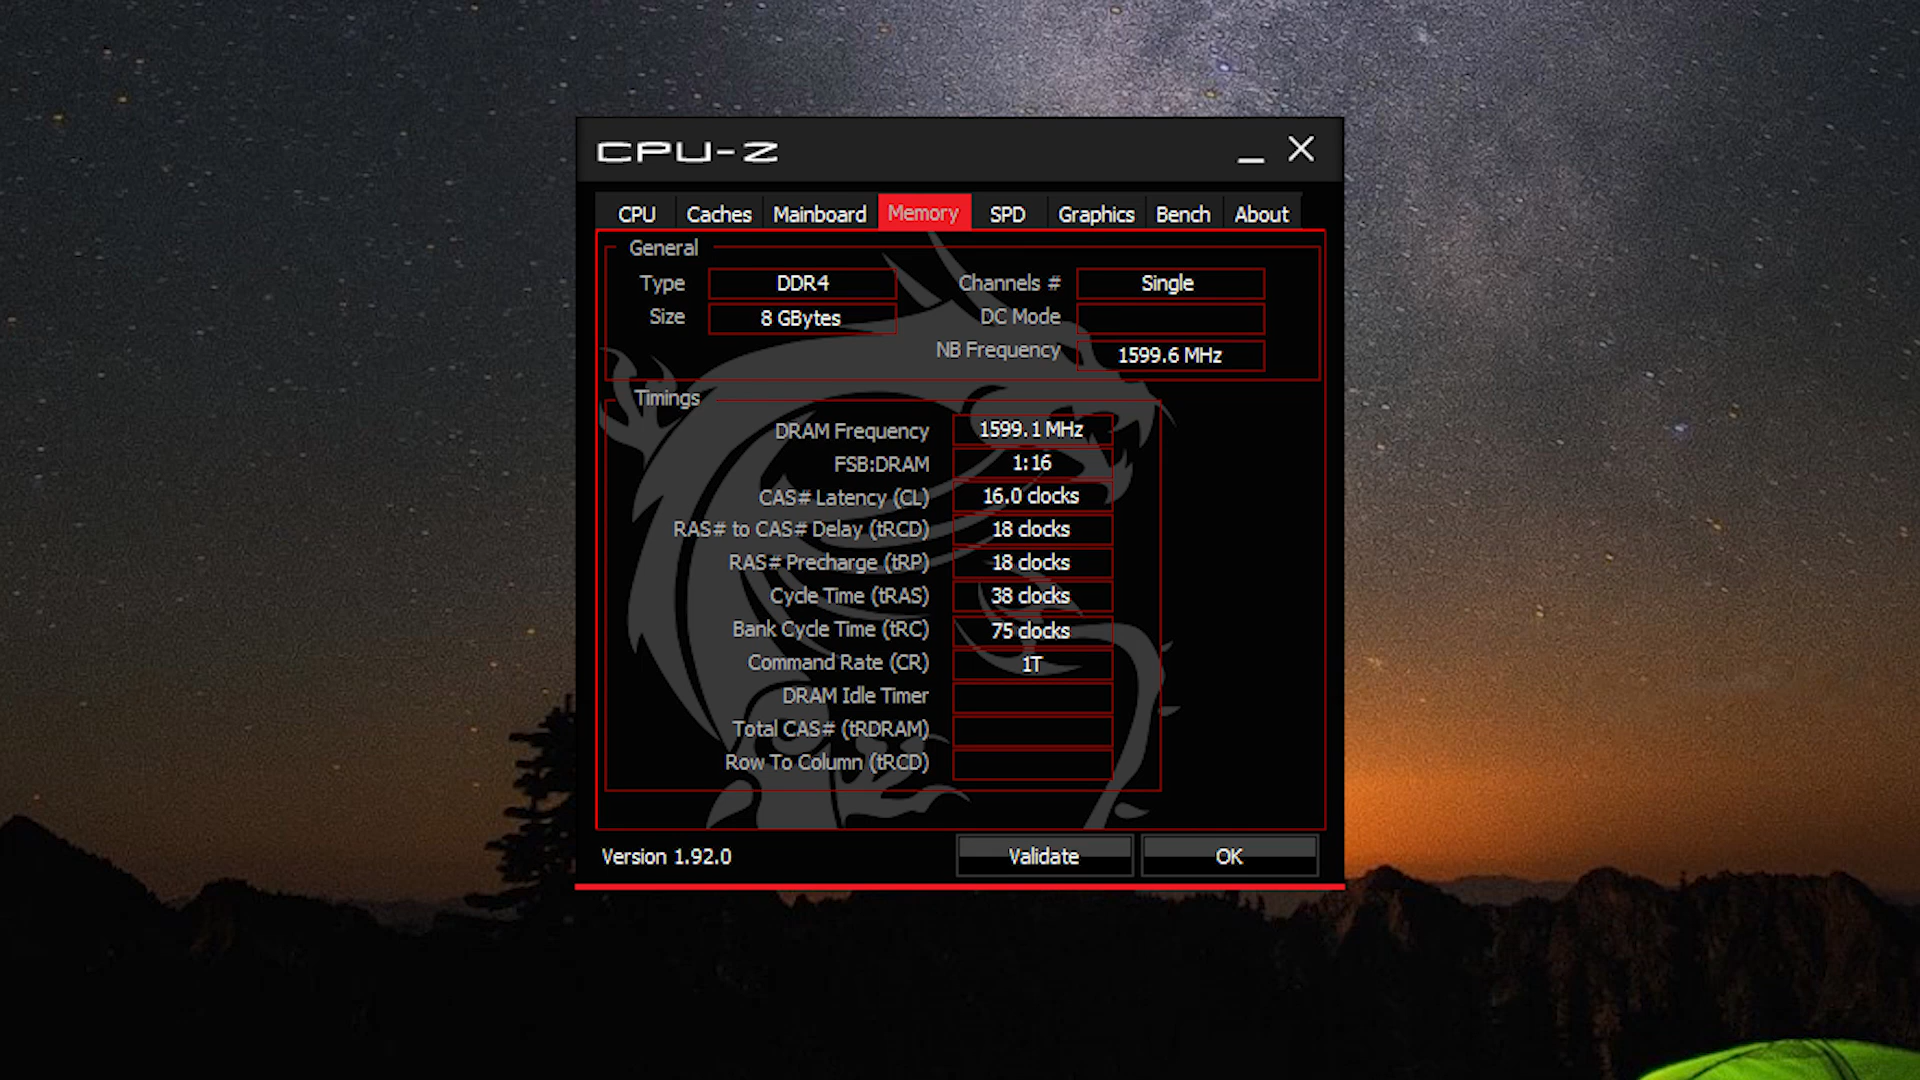 CPU-Z
CPU Caches Mainboard Memory SPD Graphics Bench About
General
Type DDR4 Channels # Single
Size 8 GBytes DC Mode
NB Frequency 1599.6 MHz
Timings
DRAM Frequency 1599.1 MHz
FSB:DRAM 1:16
CAS# Latency (CL) 16.0 clocks
RAS# to CAS# Delay (tRCD) 18 clocks
RAS# Precharge (tRP) 18 clocks
Cycle Time (tRAS) 38 clocks
Bank Cycle Time (tRC) 75 clocks
Command Rate (CR) 1T
DRAM Idle Timer
Total CAS# (tRDRAM)
Row To Column (tRCD)
Version 1.92.0 Validate OK